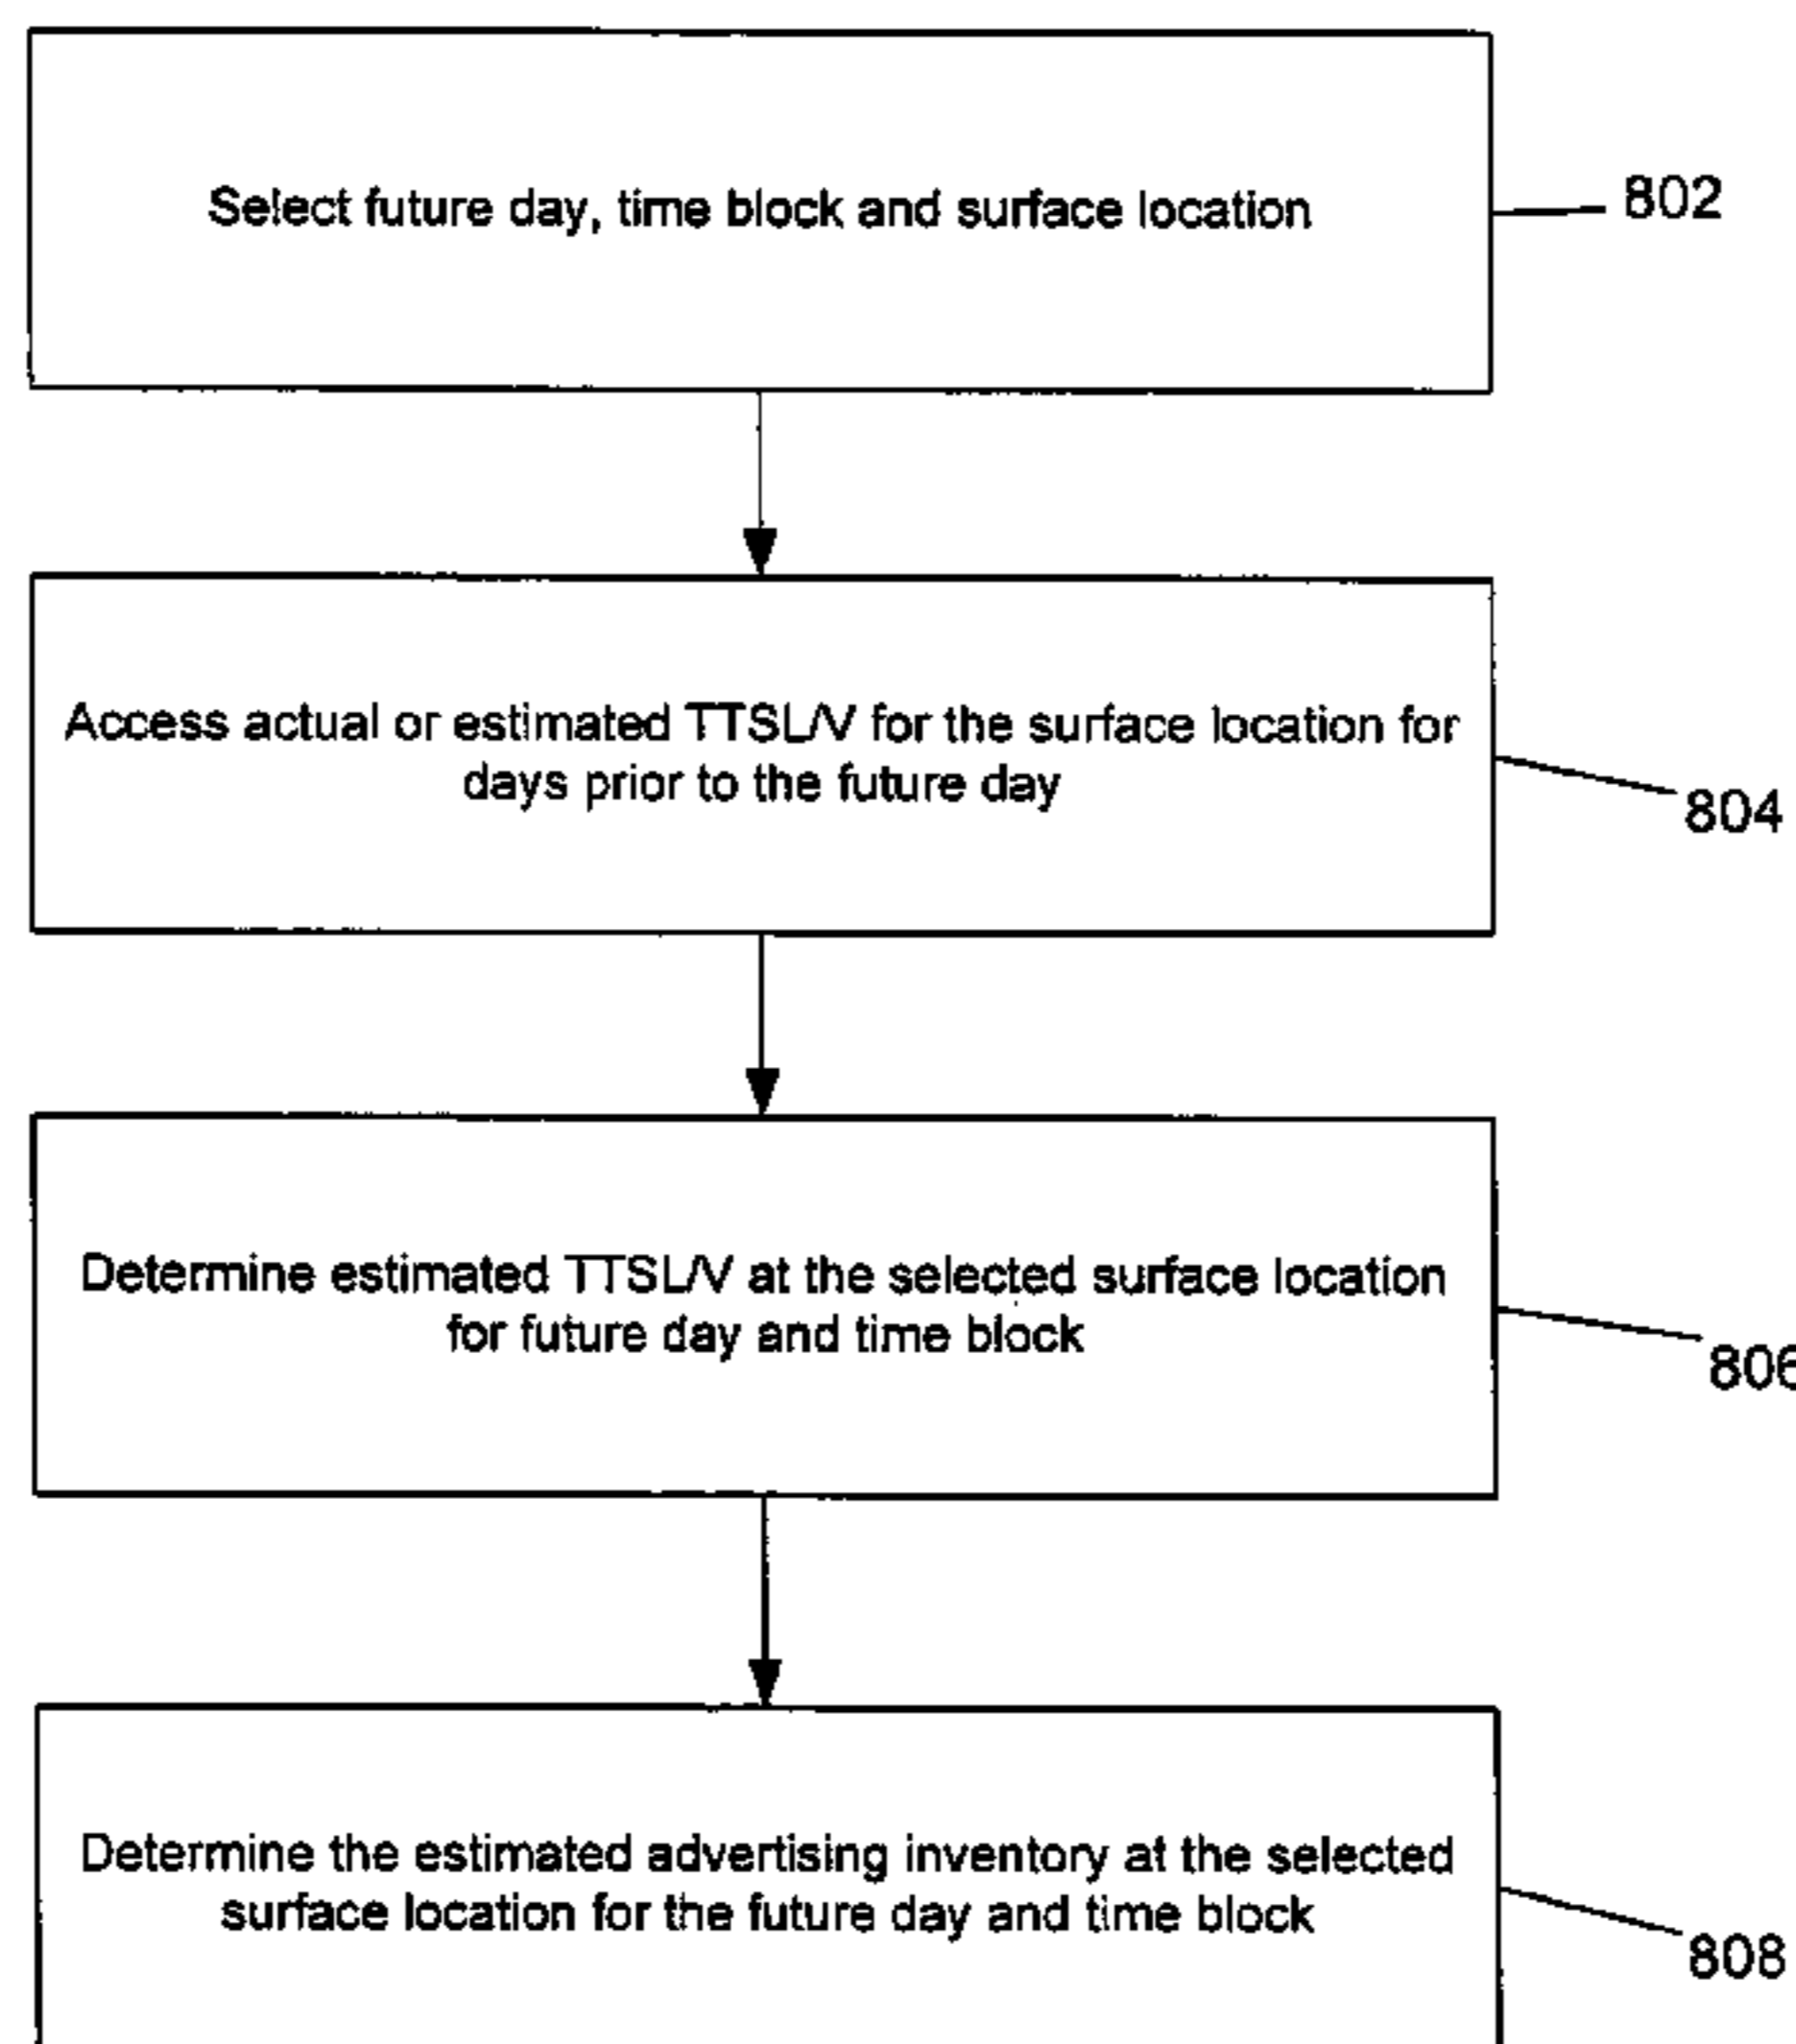 Select future day, time block and surface location
802
Access actual or estimated TTSL/V for the surface location for
days prior to the future day
804
Determine estimated TTSL/V at the selected surface location
for future day and time block
806
Determine the estimated advertising inventory at the selected
surface location for the future day and time block
808